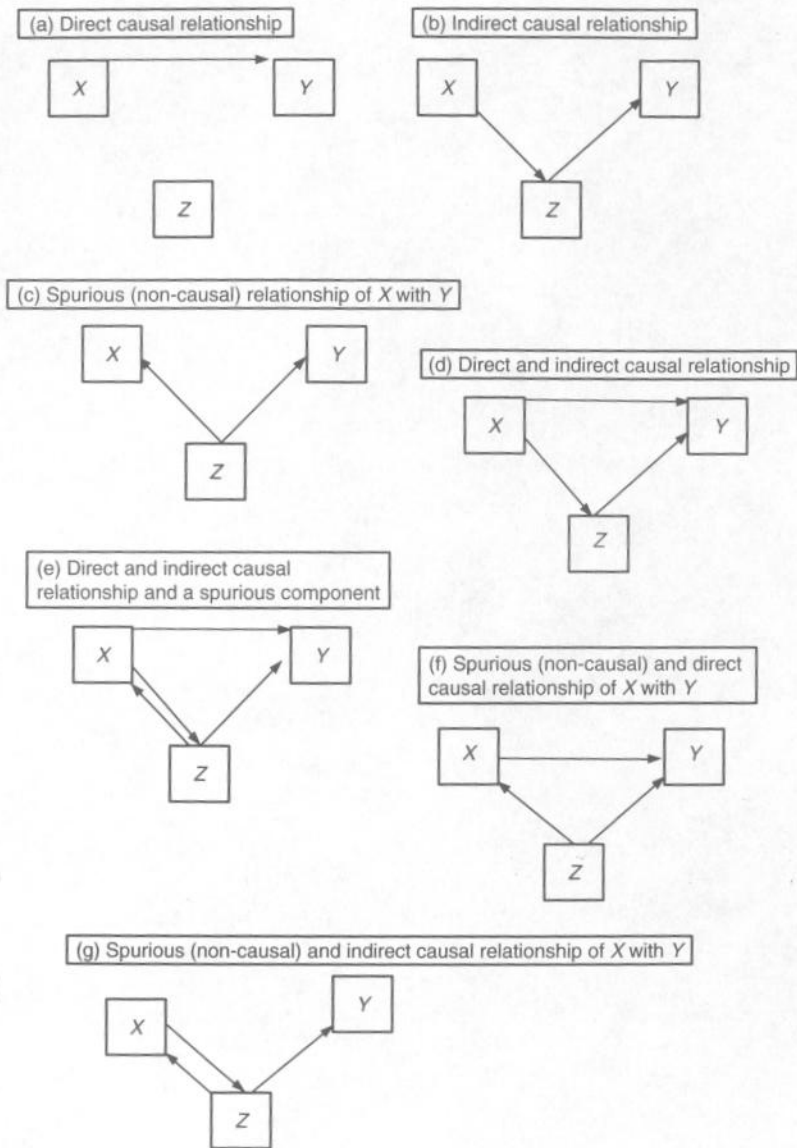 (a) Direct causal relationship
(b) Indirect causal relationship
X
Y
X
Y
Z
Z
(c) Spurious (non-causal) relationship of X with Y
X
Y
(d) Direct and indirect causal relationship
X
Y
Z
Z
(e) Direct and indirect causal
relationship and a spurious component
X
Y
(f) Spurious (non-causal) and direct
causal relationship of X with Y
X
Y
Z
Z
(g) Spurious (non-causal) and indirect causal relationship of X with Y
X
Y
Z